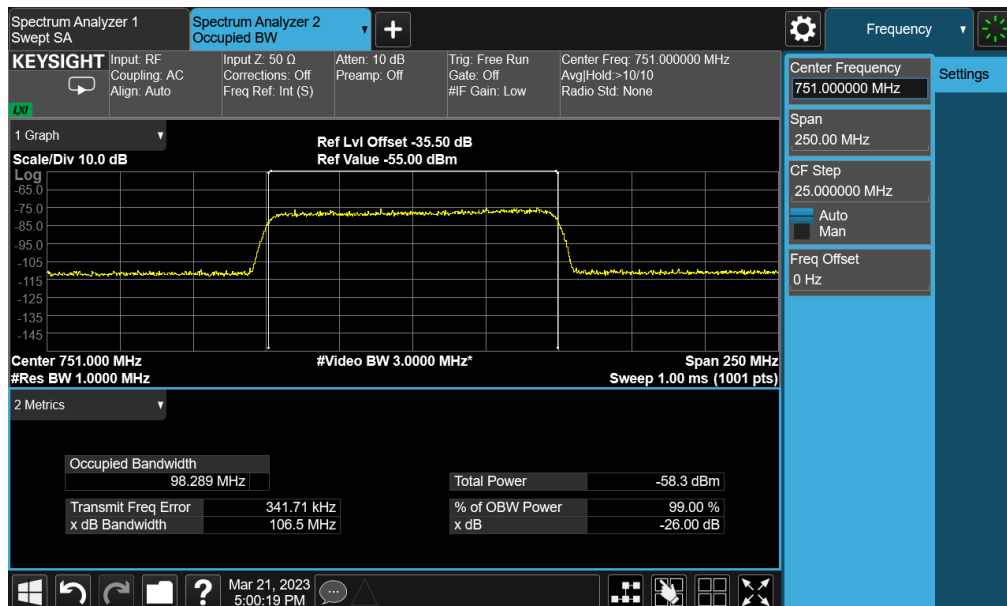 Spectrum Analyzer 1
Swept SA
Spectrum Analyzer 2
Occupied BW
Frequency
KEYSIGHT
LXI
Input: RF
Coupling: AC
Align: Auto
Input Z: 50 Ω
Corrections: Off
Freq Ref: Int (S)
Atten: 10 dB
Preamp: Off
Trig: Free Run
Gate: Off
#IF Gain: Low
Center Freq: 751.000000 MHz
Avg|Hold:>10/10
Radio Std: None
1 Graph
Scale/Div 10.0 dB
Ref Lvl Offset -35.50 dB
Ref Value -55.00 dBm
Log
-65.0
-75.0
-85.0
-95.0
-105
-115
-125
-135
-145
Center 751.000 MHz
#Res BW 1.0000 MHz
#Video BW 3.0000 MHz*
Span 250 MHz
Sweep 1.00 ms (1001 pts)
2 Metrics
Occupied Bandwidth
98.289 MHz
Total Power -58.3 dBm
Transmit Freq Error 341.71 kHz
% of OBW Power 99.00 %
x dB Bandwidth 106.5 MHz
x dB -26.00 dB
Center Frequency
751.000000 MHz
Settings
Span
250.00 MHz
CF Step
25.000000 MHz
Auto
Man
Freq Offset
0 Hz
?
Mar 21, 2023
5:00:19 PM